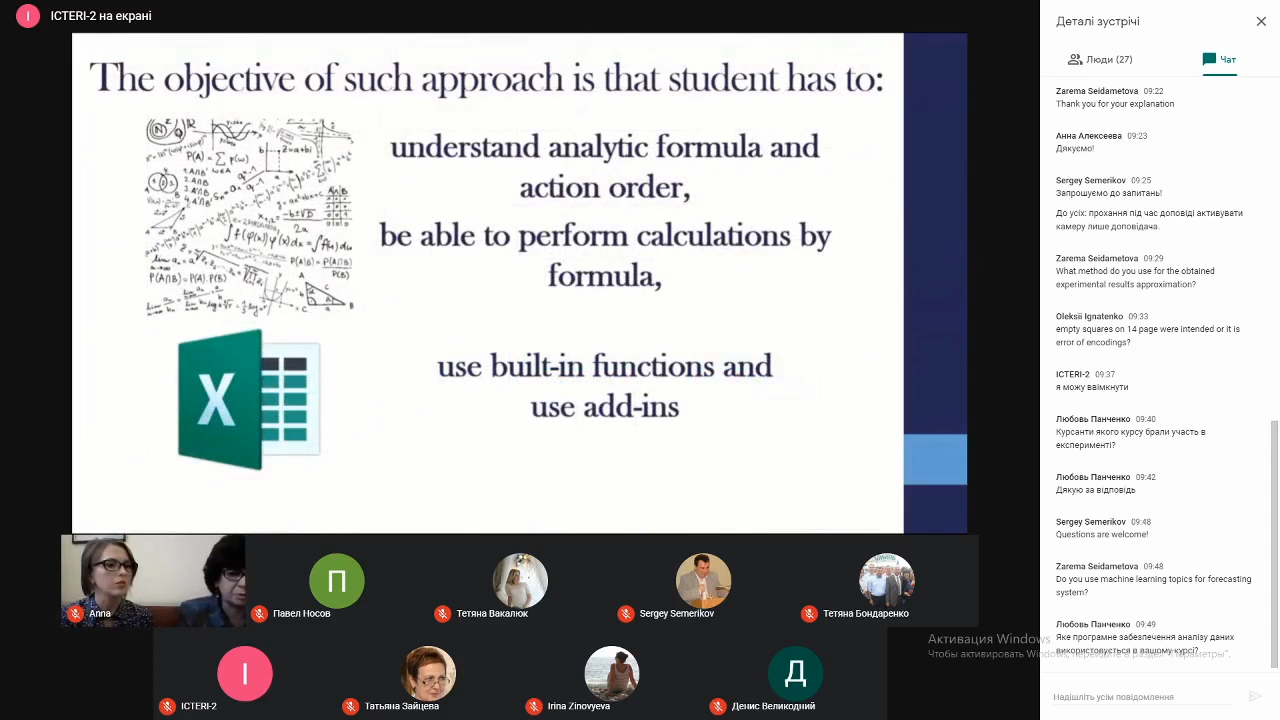 I
ICTERI-2 на екрані
The objective of such approach is that student has to:
understand analytic formula and
action order,
be able to perform calculations by
formula,
X
use built-in functions and
use add-ins
Anna
П
Павел Носов
Тетяна Вакалюк
Sergey Semerikov
Тетяна Бондаренко
I
ICTERI-2
Татьяна Зайцева
Irina Zinovyeva
Д
Денис Великодний
Деталі зустрічі
Люди (27)
Чат
Zarema Seidametova 09:22
Thank you for your explanation
Анна Алексеева 09:23
Дякуємо!
Sergey Semerikov 09:25
Запрошуємо до запитань!
До усіх: прохання під час доповіді активувати
камеру лише доповідача.
Zarema Seidametova 09:29
What method do you use for the obtained
experimental results approximation?
Oleksii Ignatenko 09:33
empty squares on 14 page were intended or it is
error of encodings?
ICTERI-2 09:37
я можу ввімкнути
Любовь Панченко 09:40
Курсанти якого курсу брали участь в
експерименті?
Любовь Панченко 09:42
Дякую за відповідь
Sergey Semerikov 09:48
Questions are welcome!
Zarema Seidametova 09:48
Do you use machine learning topics for forecasting
system?
Любовь Панченко 09:49
Яке програмне забезпечення аналізу даних
використовується в вашому курсі?
Активация Windows
Чтобы активировать Windows, перейдите в раздел "Параметры".
Надішліть усім повідомлення